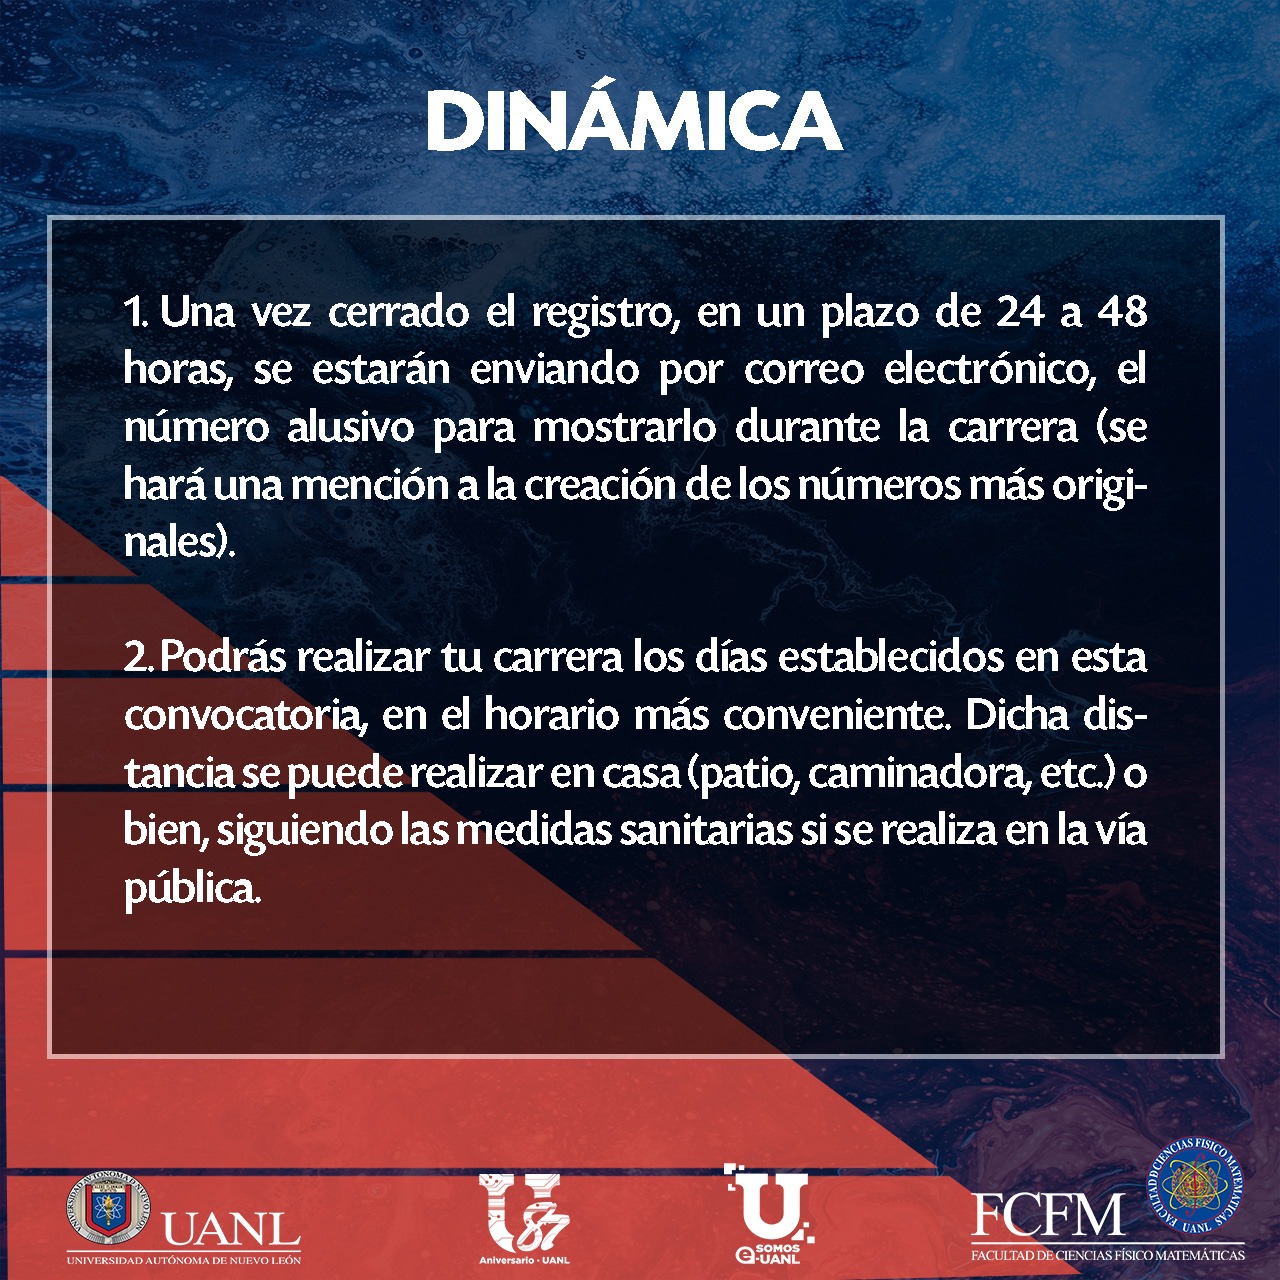 DINÁMICA
1. Una vez cerrado el registro, en un plazo de 24 a 48
horas, se estarán enviando por correo electrónico, el
número alusivo para mostrarlo durante la carrera (se
hará una mención a la creación de los números más origi-
nales).
2. Podrás realizar tu carrera los días establecidos en esta
convocatoria, en el horario más conveniente. Dicha dis-
tancia se puede realizar en casa (patio, caminadora, etc.) o
bien, siguiendo las medidas sanitarias si se realiza en la vía
pública.
UANL
UNIVERSIDAD AUTÓNOMA DE NUEVO LEÓN
U 87
Aniversario - UANL
U
SOMOS
e-UANL
FCFM
FACULTAD DE CIENCIAS FÍSICO MATEMÁTICAS
FACULTAD D CIENCIAS FISICO MATEMATICAS
UANL